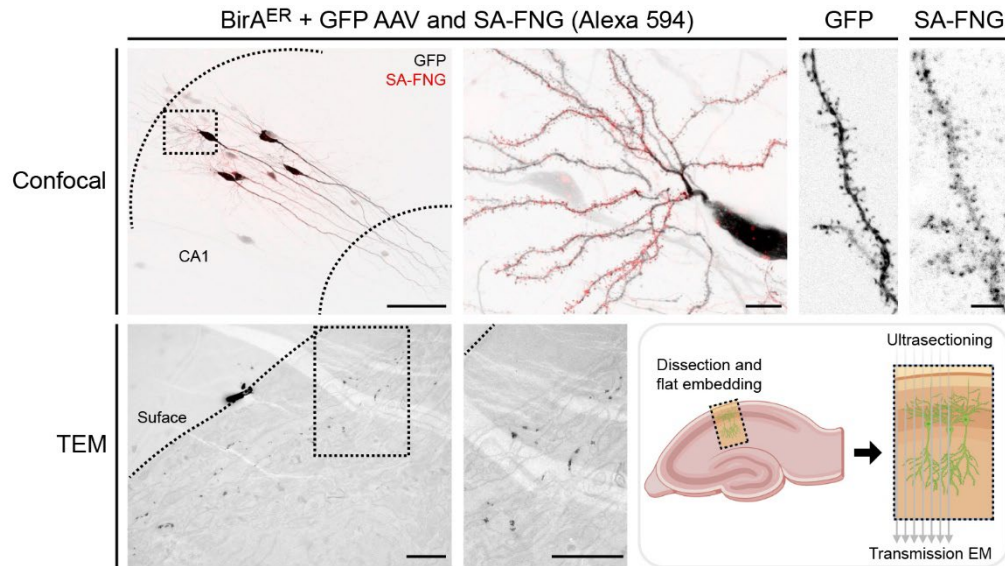 BirA^ER + GFP AAV and SA-FNG (Alexa 594)
GFP
SA-FNG
Confocal
GFP
SA-FNG
CA1
TEM
Suface
Dissection and
flat embedding
Ultrasectioning
Transmission EM